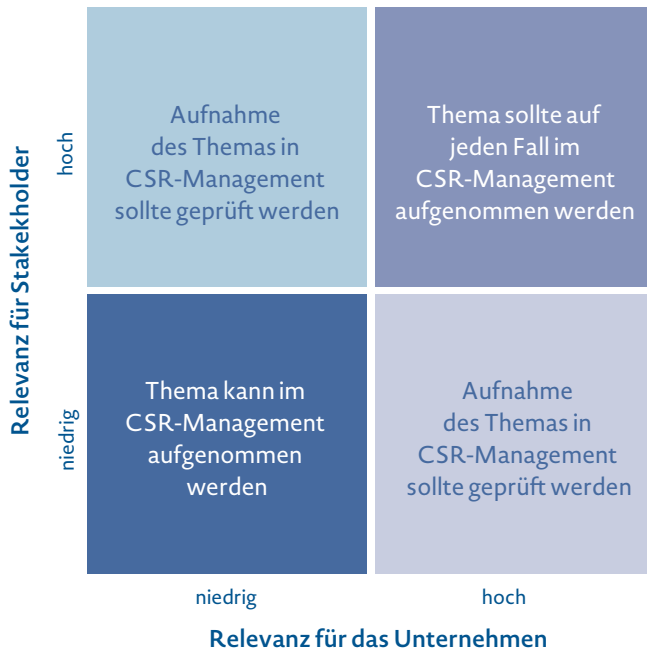 Relevanz für Stakekholder
hoch
niedrig
Aufnahme
des Themas in
CSR-Management
sollte geprüft werden
Thema sollte auf
jeden Fall im
CSR-Management
aufgenommen werden
Thema kann im
CSR-Management
aufgenommen
werden
Aufnahme
des Themas in
CSR-Management
sollte geprüft werden
niedrig
hoch
Relevanz für das Unternehmen